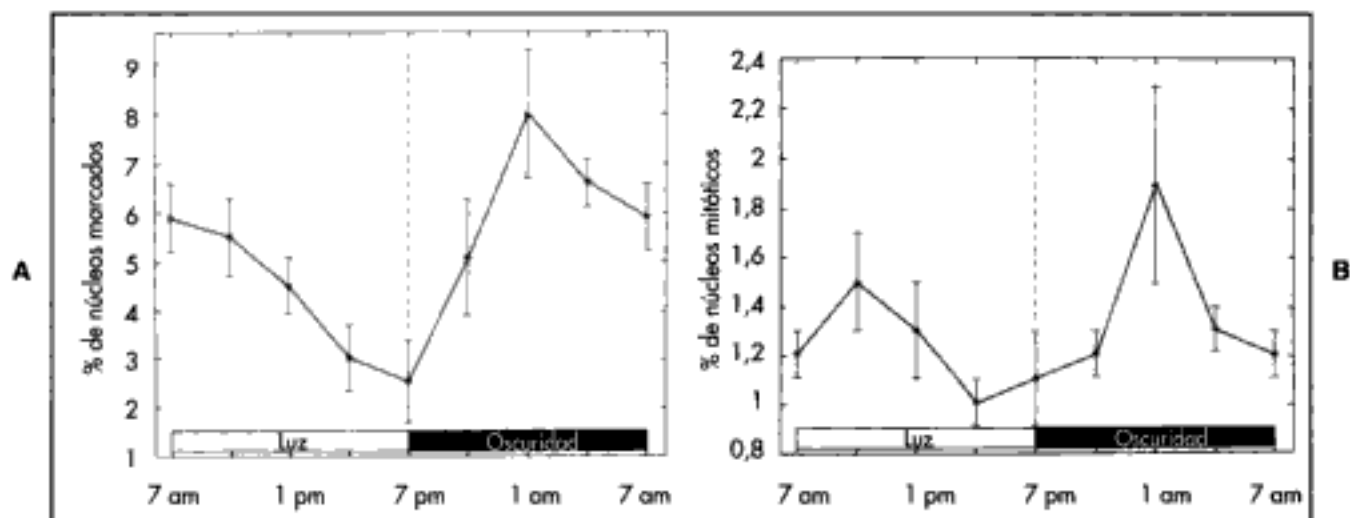 A
% de núcleos marcados
9
8
7
6
5
4
3
2
1
Luz
Oscuridad
7 am
1 pm
7 pm
1 am
7 am
% de núcleos mitóticos
2,4
2,2
2
1,8
1,6
1,4
1,2
1
0,8
Luz
Oscuridad
7 am
1 pm
7 pm
1 am
7 am
B